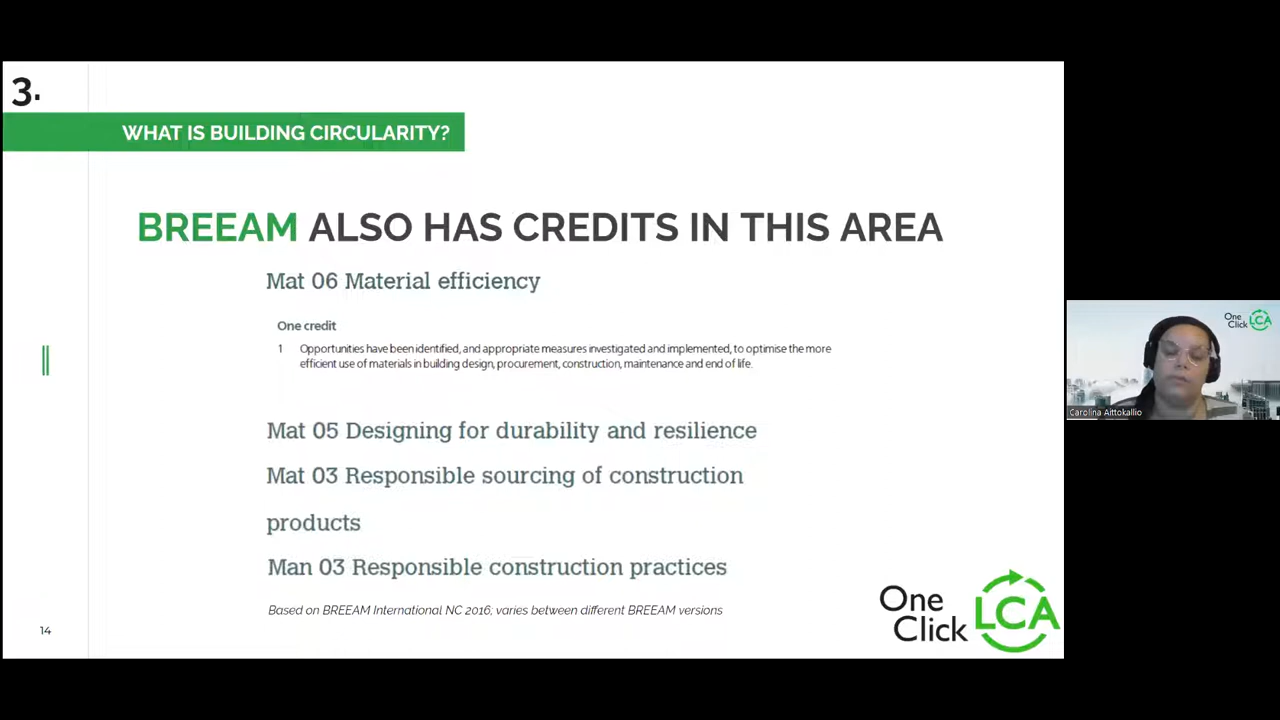 3.
WHAT IS BUILDING CIRCULARITY?
BREEAM ALSO HAS CREDITS IN THIS AREA
Mat 06 Material efficiency
One credit
1 Opportunities have been identified, and appropriate measures investigated and implemented, to optimise the more
efficient use of materials in building design, procurement, construction, maintenance and end of life.
Mat 05 Designing for durability and resilience
Mat 03 Responsible sourcing of construction
products
Man 03 Responsible construction practices
Based on BREEAM International NC 2016; varies between different BREEAM versions
14
One
Click LCA
One
Click LCA
Carolina Aittokallio